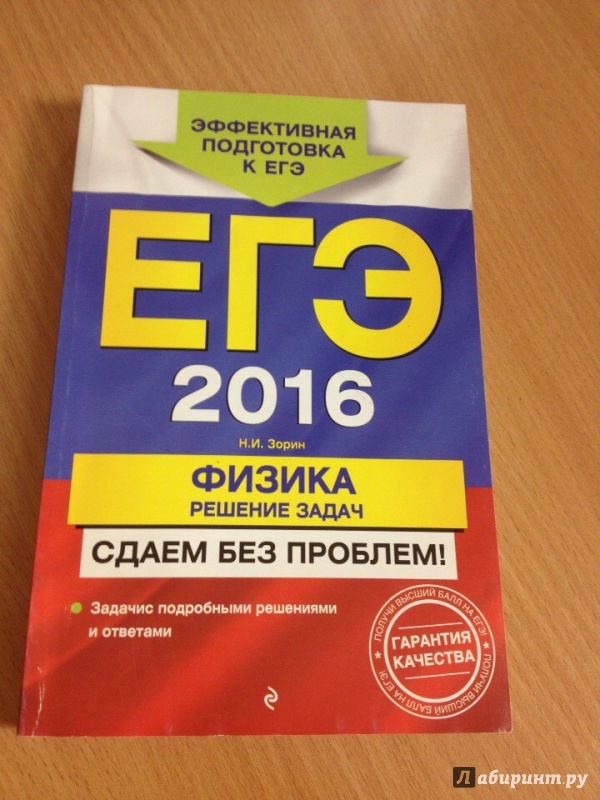 ЭФФЕКТИВНАЯ
ПОДГОТОВКА
К ЕГЭ
ЕГЭ
2016
Н.И. Зорин
ФИЗИКА
РЕШЕНИЕ ЗАДАЧ
СДАЕМ БЕЗ ПРОБЛЕМ!
Задачис подробными решениями
и ответами
ПОЛУЧИ ВЫСШИЙ БАЛЛ НА ЕГЭ!
ГАРАНТИЯ
КАЧЕСТВА
ПОЛУЧИ ВЫСШИЙ БАЛЛ НА ЕГЭ!
Лабиринт.ру